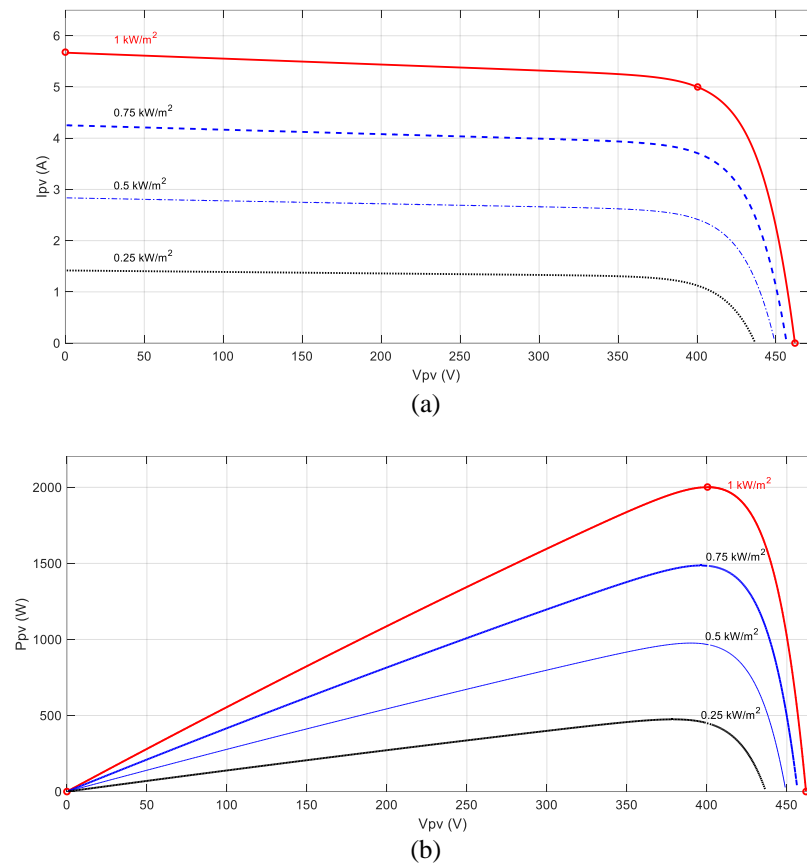 6
5
4
3
2
1
0
Ipv (A)
1 kW/m²
0.75 kW/m²
0.5 kW/m²
0.25 kW/m²
0 50 100 150 200 250 300 350 400 450
Vpv (V)
(a)
2000
1500
1000
500
0
Ppv (W)
1 kW/m²
0.75 kW/m²
0.5 kW/m²
0.25 kW/m²
0 50 100 150 200 250 300 350 400 450
Vpv (V)
(b)